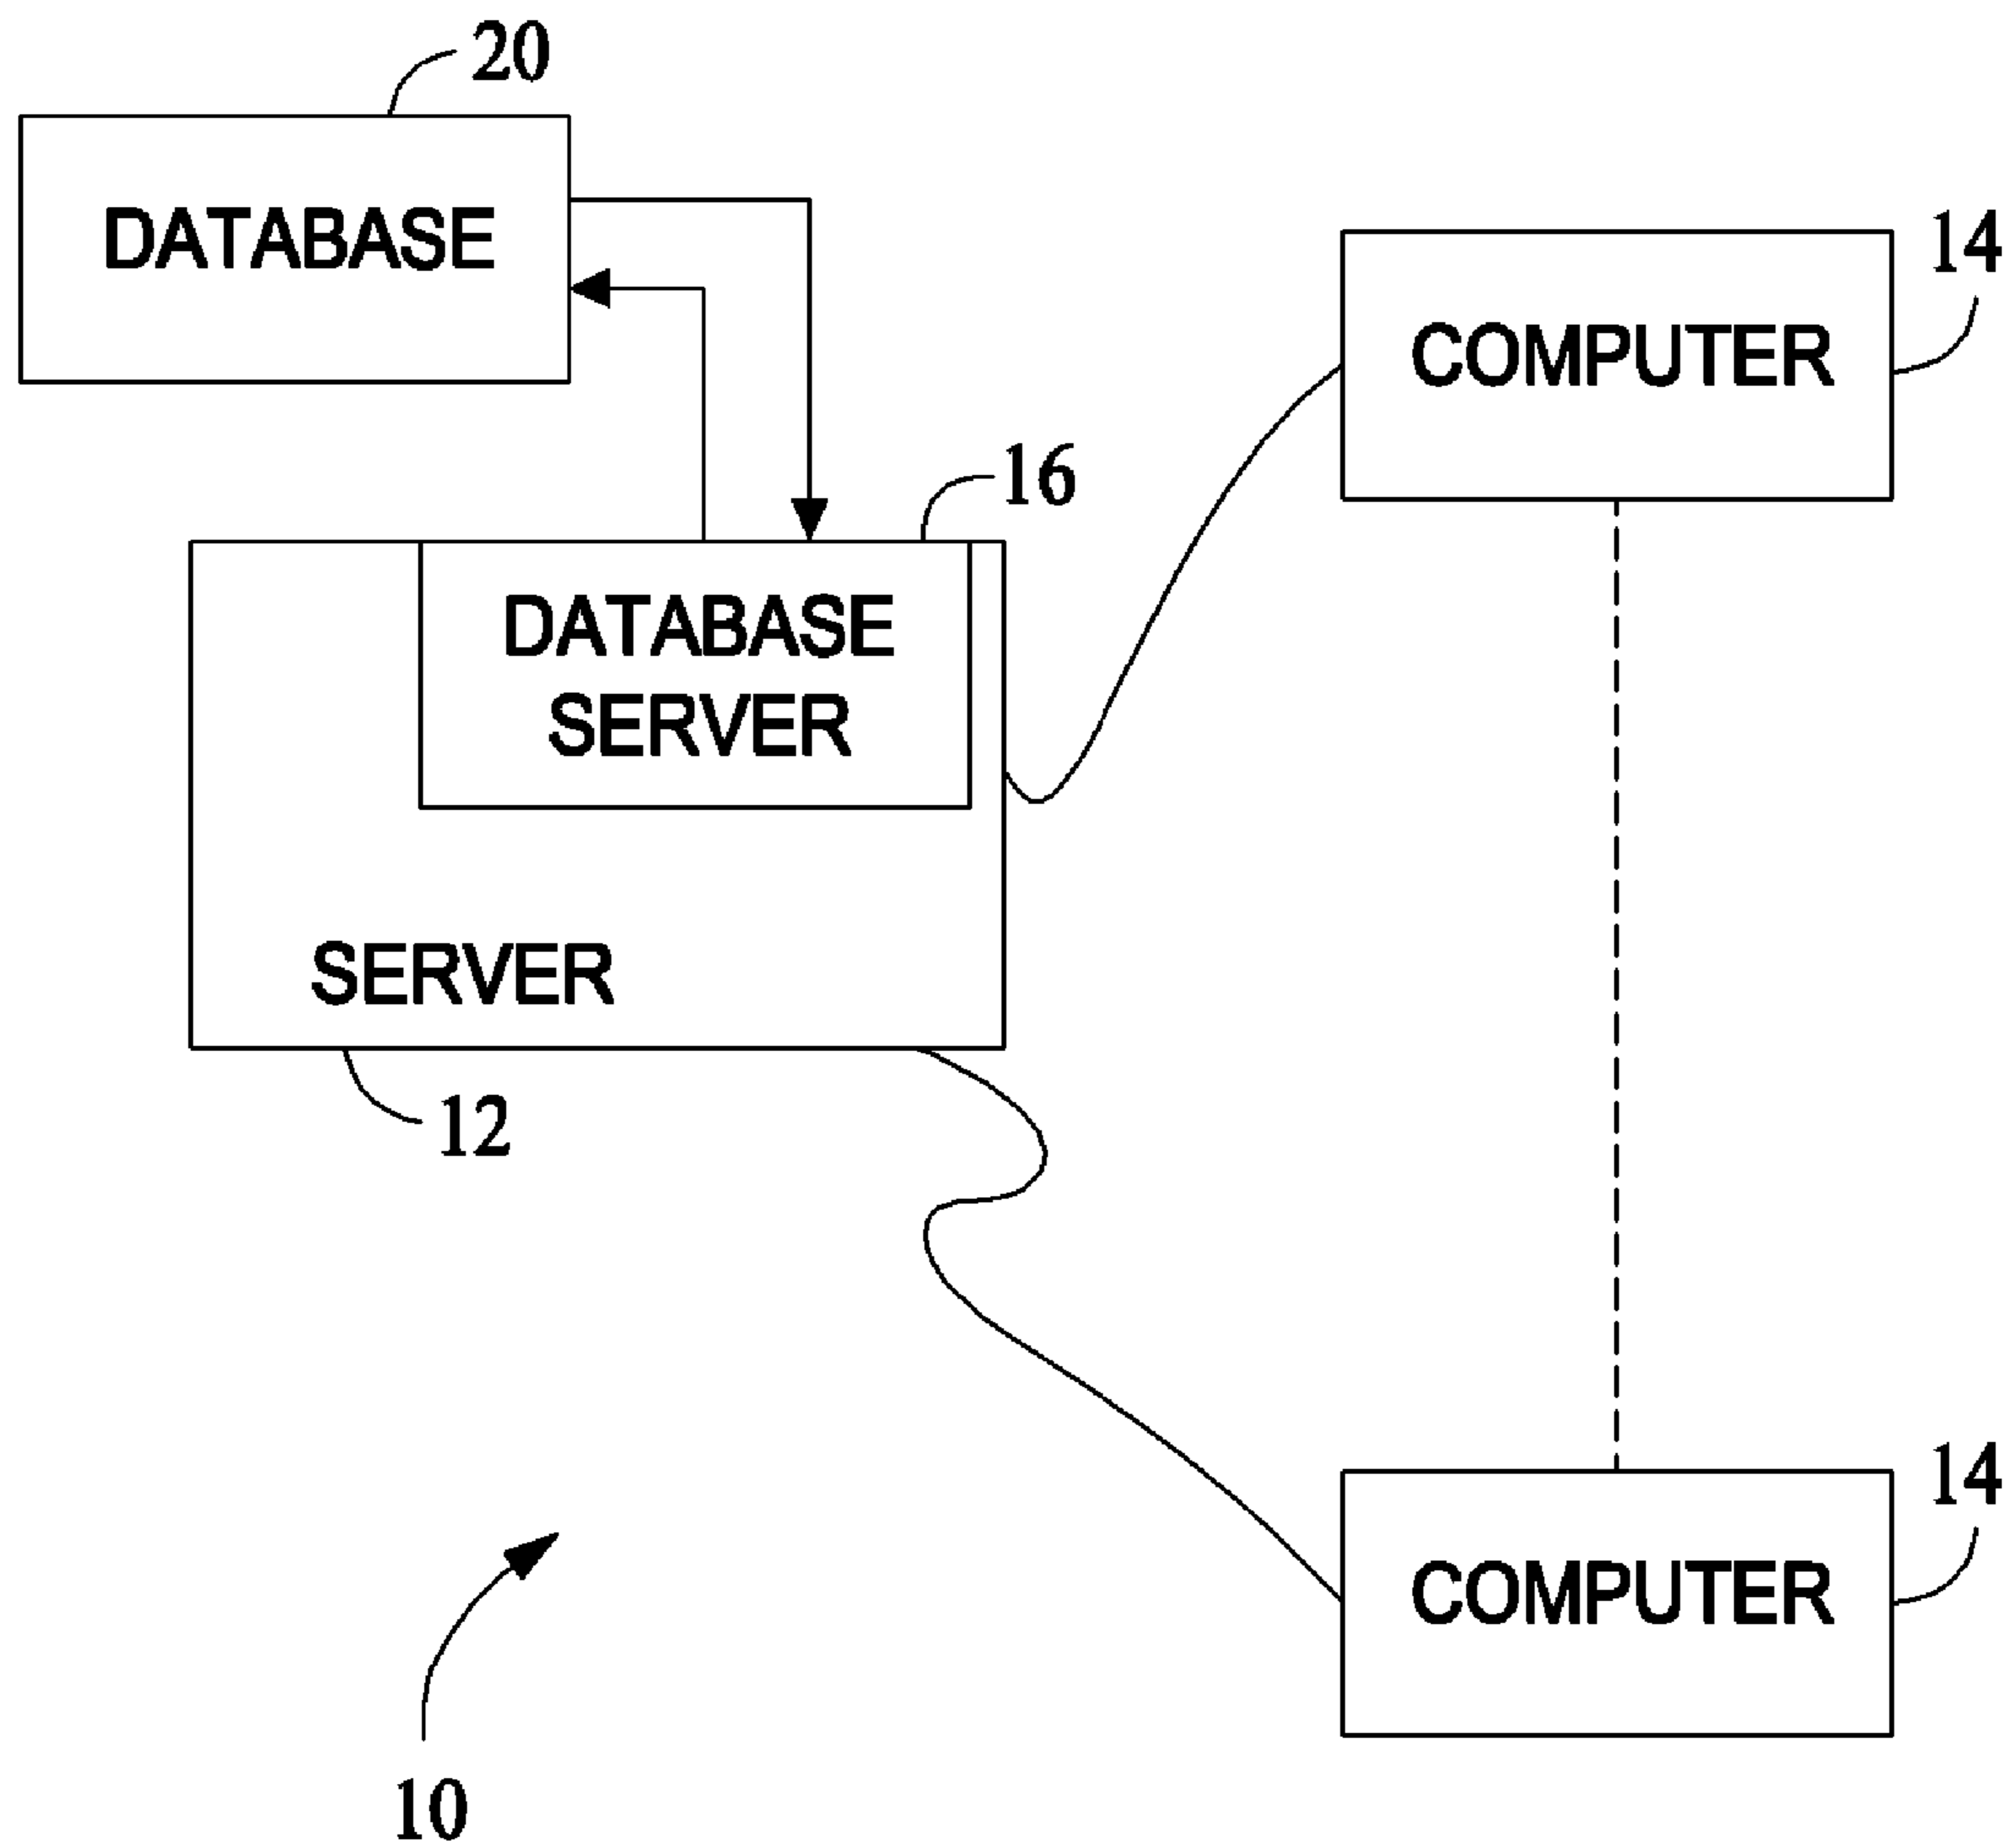 20
DATABASE
14
COMPUTER
16
DATABASE
SERVER
SERVER
12
14
COMPUTER
10